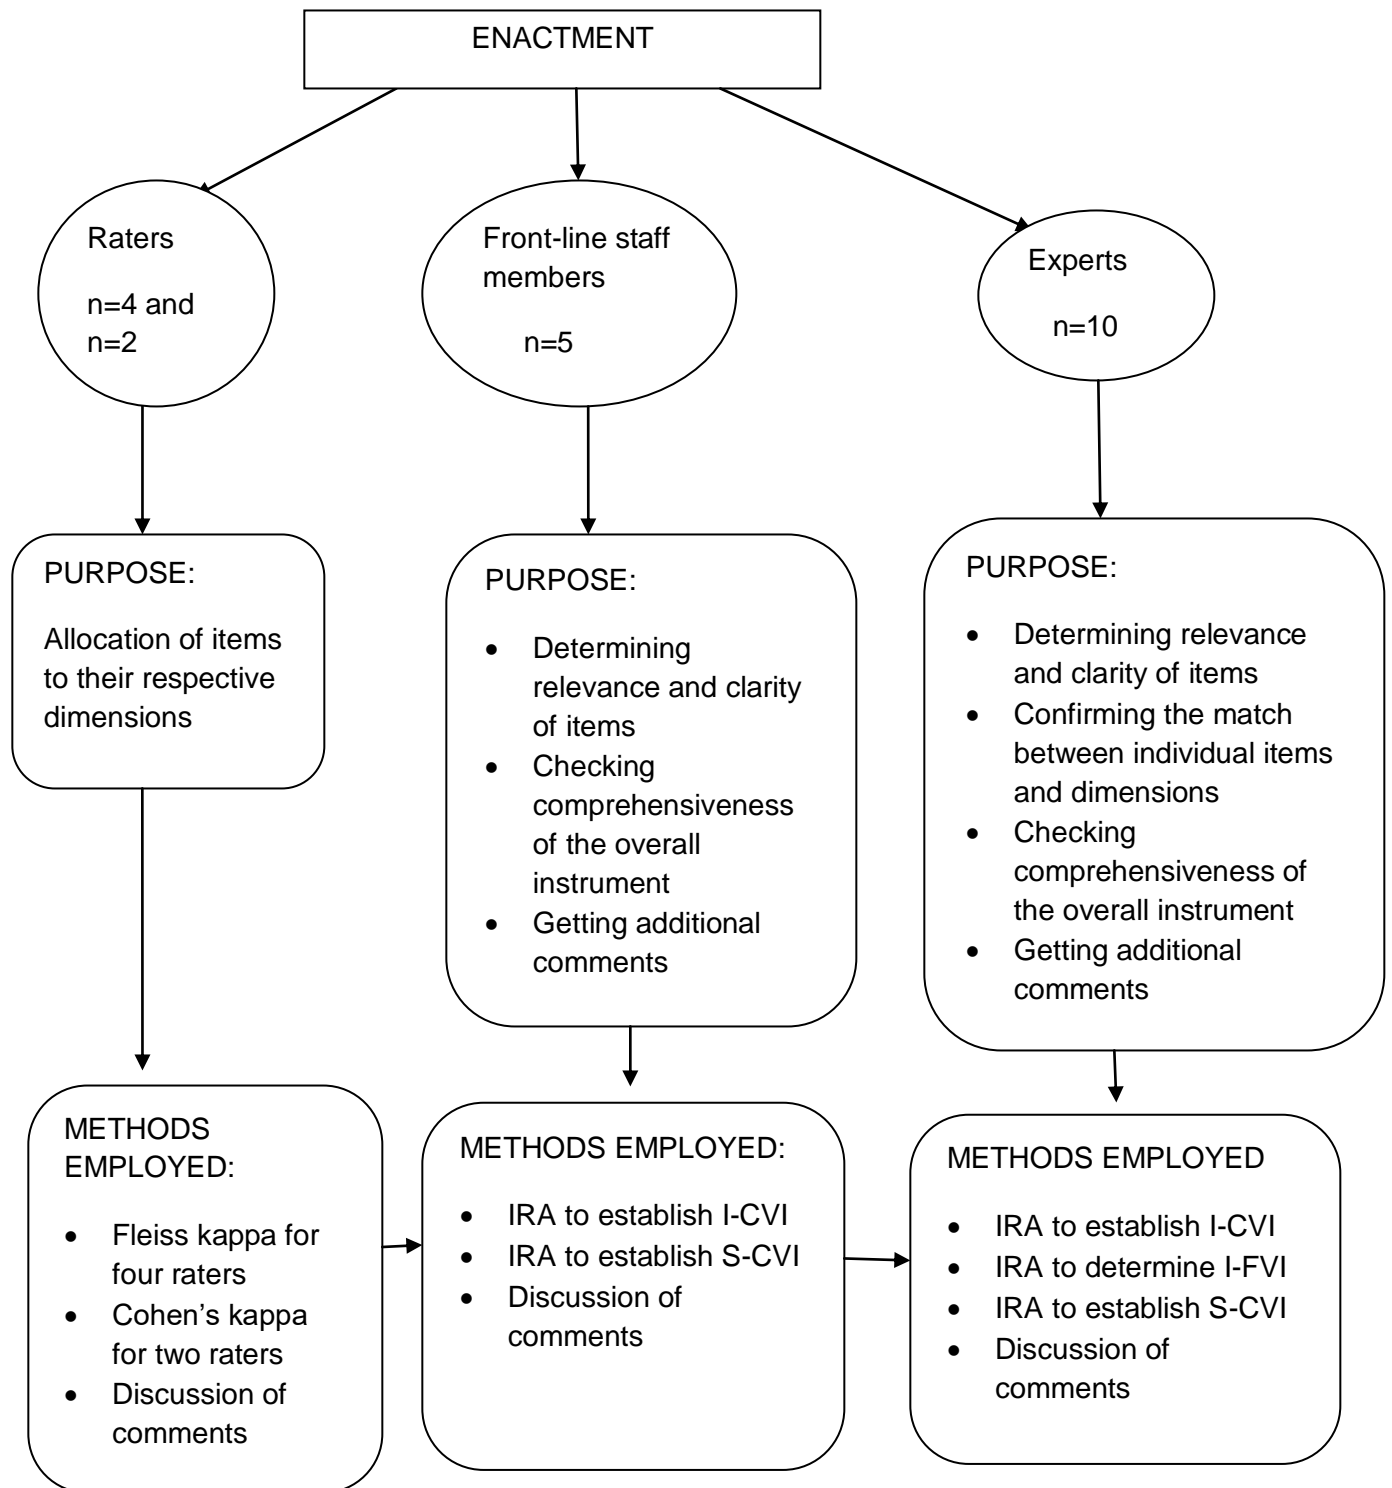 ENACTMENT
Raters
n=4 and
n=2
Front-line staff
members
n=5
Experts
n=10
PURPOSE:
Allocation of items
to their respective
dimensions
PURPOSE:
• Determining
relevance and clarity
of items
• Checking
comprehensiveness
of the overall
instrument
• Getting additional
comments
PURPOSE:
• Determining relevance
and clarity of items
• Confirming the match
between individual items
and dimensions
• Checking
comprehensiveness of
the overall instrument
• Getting additional
comments
METHODS
EMPLOYED:
• Fleiss kappa for
four raters
• Cohen’s kappa
for two raters
• Discussion of
comments
METHODS EMPLOYED:
• IRA to establish I-CVI
• IRA to establish S-CVI
• Discussion of
comments
METHODS EMPLOYED
• IRA to establish I-CVI
• IRA to determine I-FVI
• IRA to establish S-CVI
• Discussion of
comments